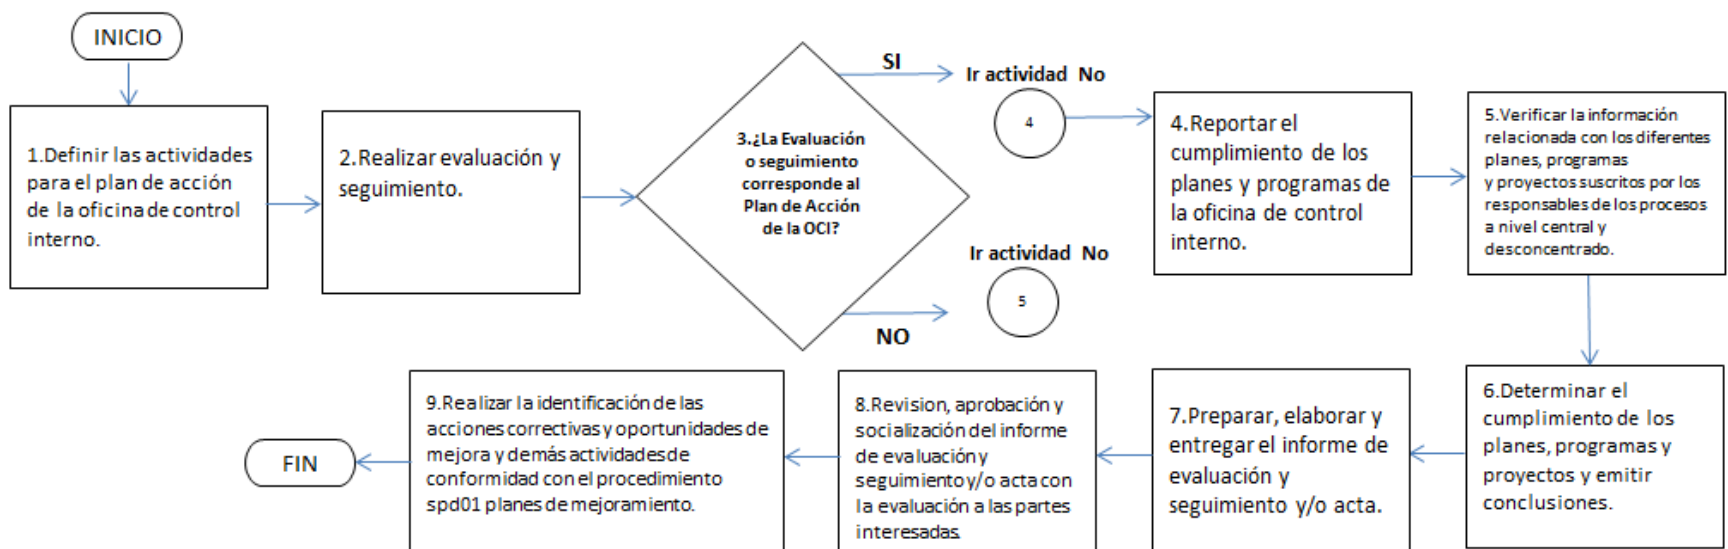 INICIO
1.Definir las actividades
para el plan de acción
de la oficina de control
interno.
2.Realizar evaluación y
seguimiento.
3.¿La Evaluación
o seguimiento
corresponde al
Plan de Acción
de la OCI?
SI
Ir actividad No
4
NO
Ir actividad No
5
4.Reportar el
cumplimiento de los
planes y programas de
la oficina de control
interno.
5.Verificar la información
relacionada con los diferentes
planes, programas
y proyectos suscritos por los
responsables de los procesos
a nivel central y
desconcentrado.
6.Determinar el
cumplimiento de los
planes, programas y
proyectos y emitir
conclusiones.
7.Preparar, elaborar y
entregar el informe de
evaluación y
seguimiento y/o acta.
8.Revision, aprobación y
socialización del informe
de evaluación y
seguimiento y/o acta con
la evaluación a las partes
interesadas.
9.Realizar la identificación de las
acciones correctivas y oportunidades de
mejora y demás actividades de
conformidad con el procedimiento
spd01 planes de mejoramiento.
FIN